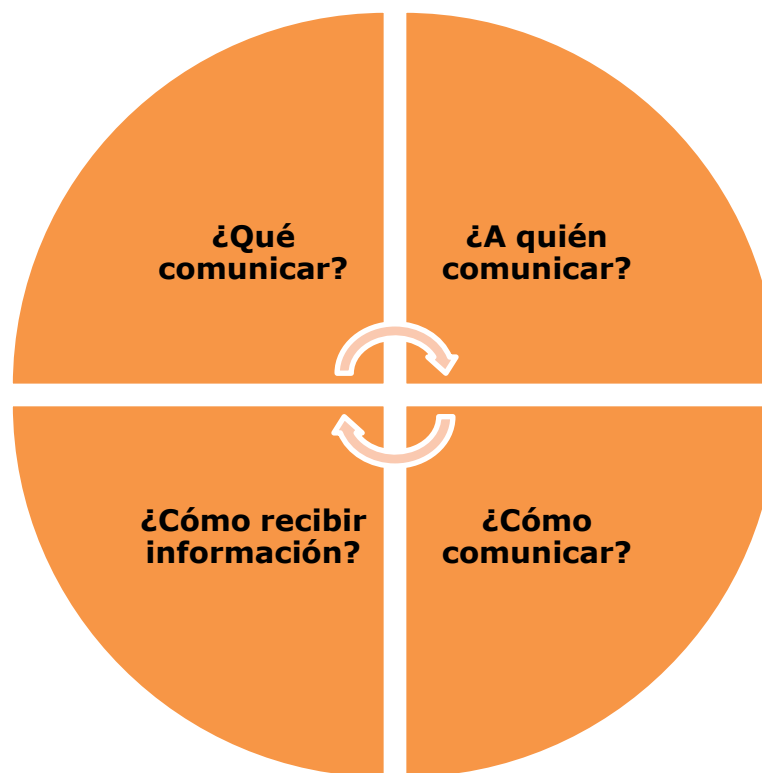 ¿Qué
comunicar?
¿A quién
comunicar?
¿Cómo recibir
información?
¿Cómo
comunicar?